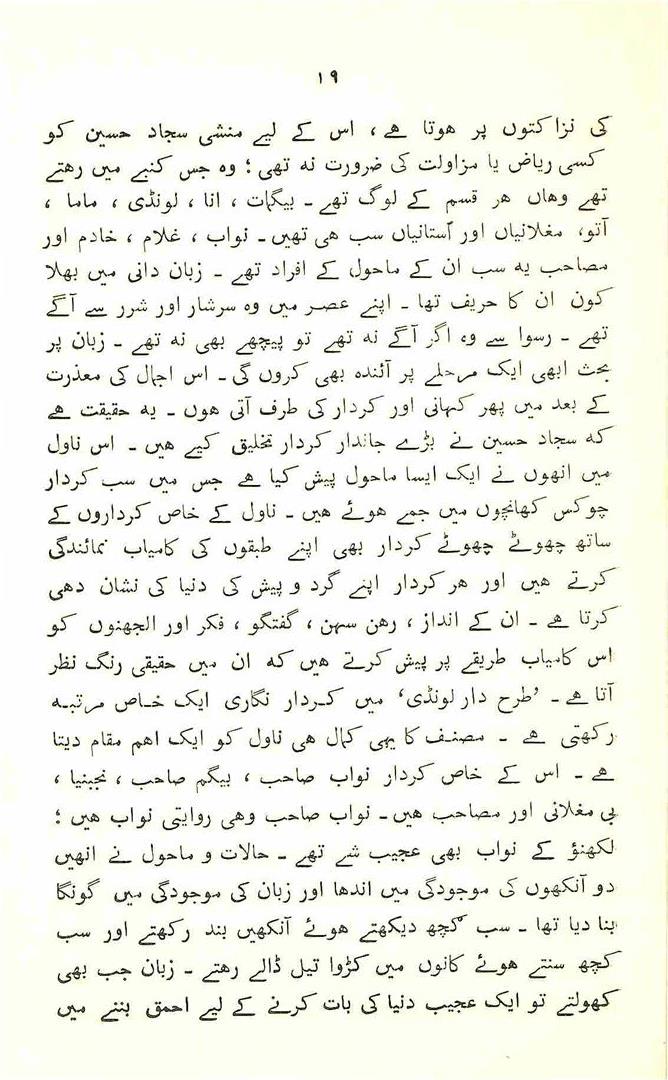 ۱۹
کی نزاکتوں پر ہوتا ہے ، اس کے لیے منشی سجاد حسین کو
کسی ریاض یا مزاولت کی ضرورت نہ تھی ؛ وہ جس کنبے میں رہتے
تھے وہاں ہر قسم کے لوگ تھے ۔ بیگمات ، انا ، لونڈی ، ماما ،
آتو، مغلانیاں اور آستانیاں سب ہی تھیں ۔ نواب ، غلام ، خادم اور
مصاحب یہ سب ان کے ماحول کے افراد تھے ۔ زبان دانی میں بھلا
کون ان کا حریف تھا ۔ اپنے عصر میں وہ سرشار اور شرر سے آگے
تھے ۔ رسوا سے وہ اگر آگے نہ تھے تو پیچھے بھی نہ تھے ۔ زبان پر
بحث ابھی ایک مرحلے پر آئندہ بھی کروں گی ۔ اس اجمال کی معذرت
کے بعد میں پھر کہانی اور کردار کی طرف آتی ہوں ۔ یہ حقیقت ہے
کہ سجاد حسین نے بڑے جاندار کردار تخلیق کیے ہیں ۔ اس ناول
میں انھوں نے ایک ایسا ماحول پیش کیا ہے جس میں سب کردار
چوکس کھانچوں میں جمے ہوئے ہیں ۔ ناول کے خاص کرداروں کے
ساتھ چھوٹے چھوٹے کردار بھی اپنے طبقوں کی کامیاب نمائندگی
کرتے ہیں اور ہر کردار اپنے گرد و پیش کی دنیا کی نشان دہی
کرتا ہے ۔ ان کے انداز ، رہن سہن ، گفتگو ، فکر اور الجھنوں کو
اس کامیاب طریقے پر پیش کرتے ہیں کہ ان میں حقیقی رنگ نظر
آتا ہے ۔ ’طرح دار لونڈی‘ میں کردار نگاری ایک خاص مرتبہ
رکھتی ہے ۔ مصنف کا یہی کمال ہی ناول کو ایک اہم مقام دیتا
ہے ۔ اس کے خاص کردار نواب صاحب ، بیگم صاحب ، نجبنیا ،
بی مغلانی اور مصاحب ہیں ۔ نواب صاحب وہی روایتی نواب ہیں ؛
لکھنؤ کے نواب بھی عجیب شے تھے ۔ حالات و ماحول نے انھیں
دو آنکھوں کی موجودگی میں اندھا اور زبان کی موجودگی میں گونگا
بنا دیا تھا ۔ سب کچھ دیکھتے ہوئے آنکھیں بند رکھتے اور سب
کچھ سنتے ہوئے کانوں میں کڑوا تیل ڈالے رہتے ۔ زبان جب بھی
کھولتے تو ایک عجیب دنیا کی بات کرنے کے لیے احمق بننے میں